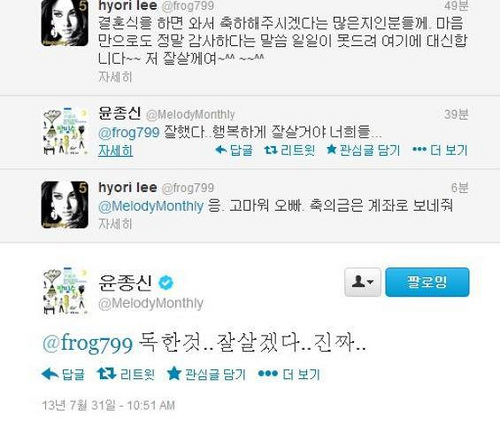 hyori lee @frog799 49분
결혼식을 하면 와서 축하해주시겠다는 많은지인분들께. 마음
만으로도 정말 감사하다는 말씀 일일이 못드려 여기에 대신합
니다~~ 저 잘살께여~^^ ~~^^
자세히
윤종신 @MelodyMonthly 39분
@frog799 잘했다..행복하게 잘살거야 너희들...
자세히 답글 리트윗 관심글 담기 더 보기
5 hyori lee @frog799 6분
@MelodyMonthly 응. 고마워 오빠. 축의금은 계좌로 보네줘
자세히
윤종신
@MelodyMonthly
팔로잉
@frog799 독한것..잘살겠다..진짜..
답글 리트윗 관심글 담기 더 보기
13년 7월 31일 - 10:51 AM